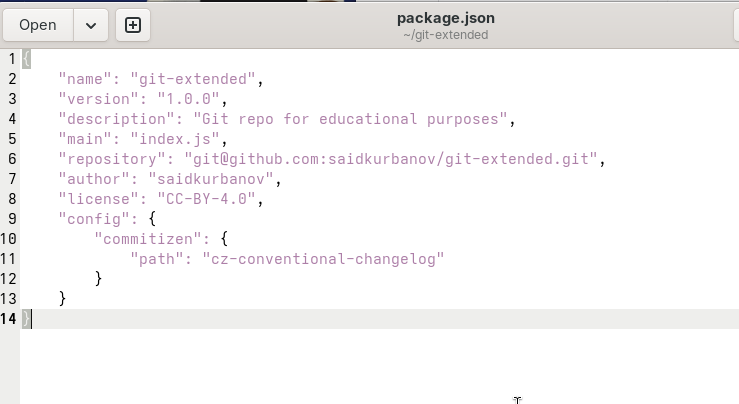 Open
package.json
~/git-extended
1 {
2     "name": "git-extended",
3     "version": "1.0.0",
4     "description": "Git repo for educational purposes",
5     "main": "index.js",
6     "repository": "git@github.com:saidkurbanov/git-extended.git",
7     "author": "saidkurbanov",
8     "license": "CC-BY-4.0",
9     "config": {
10         "commitizen": {
11             "path": "cz-conventional-changelog"
12         }
13     }
14 }